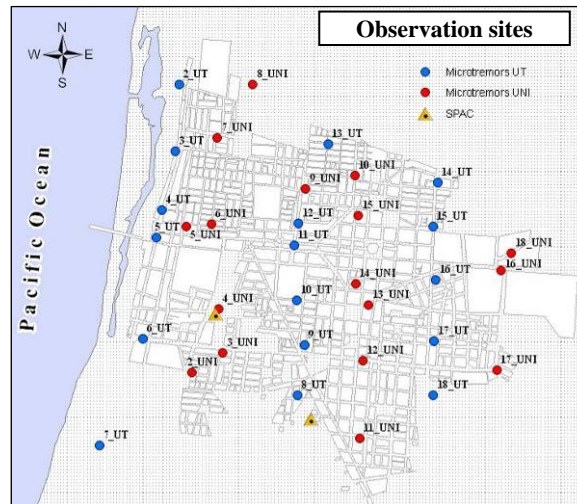 Observation sites
N
W E
S
Microtremors UT
Microtremors UNI
SPAC
Pacific Ocean
2_UT
8_UNI
7_UNI
3_UT
13_UT
10_UNI
14_UT
9_UNI
4_UT
15_UNI
12_UT
6_UNI
15_UT
5_UT
5_UNI
11_UT
18_UNI
16_UNI
16_UT
14_UNI
10_UT
4_UNI
13_UNI
6_UT
17_UT
9_UT
3_UNI
12_UNI
2_UNI
17_UNI
8_UT
18_UT
7_UT
11_UNI